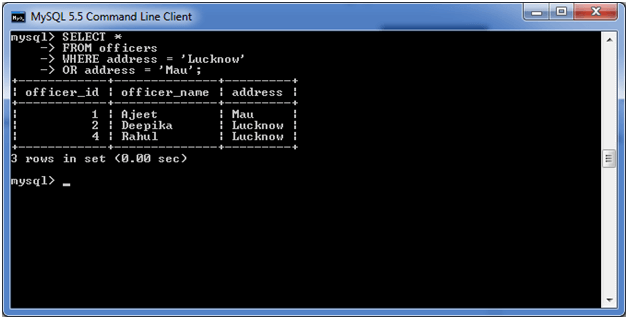 MySQL 5.5 Command Line Client
mysql> SELECT *
    -> FROM officers
    -> WHERE address = 'Lucknow'
    -> OR address = 'Mau';
+------------+--------------+---------+
| officer_id | officer_name | address |
+------------+--------------+---------+
|          1 | Ajeet        | Mau     |
|          2 | Deepika      | Lucknow |
|          4 | Rahul        | Lucknow |
+------------+--------------+---------+
3 rows in set (0.00 sec)
mysql> _